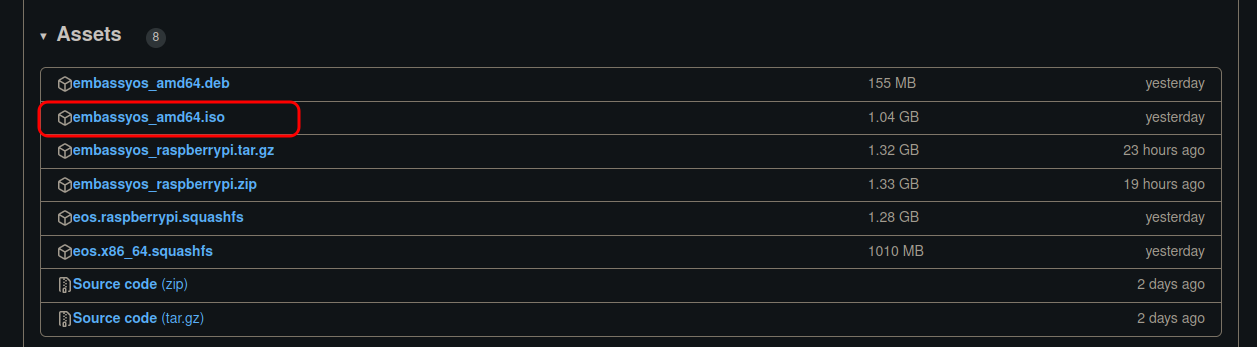 Assets 8
embassyos_amd64.deb 155 MB yesterday
embassyos_amd64.iso 1.04 GB yesterday
embassyos_raspberrypi.tar.gz 1.32 GB 23 hours ago
embassyos_raspberrypi.zip 1.33 GB 19 hours ago
eos.raspberrypi.squashfs 1.28 GB yesterday
eos.x86_64.squashfs 1010 MB yesterday
Source code (zip) 2 days ago
Source code (tar.gz) 2 days ago